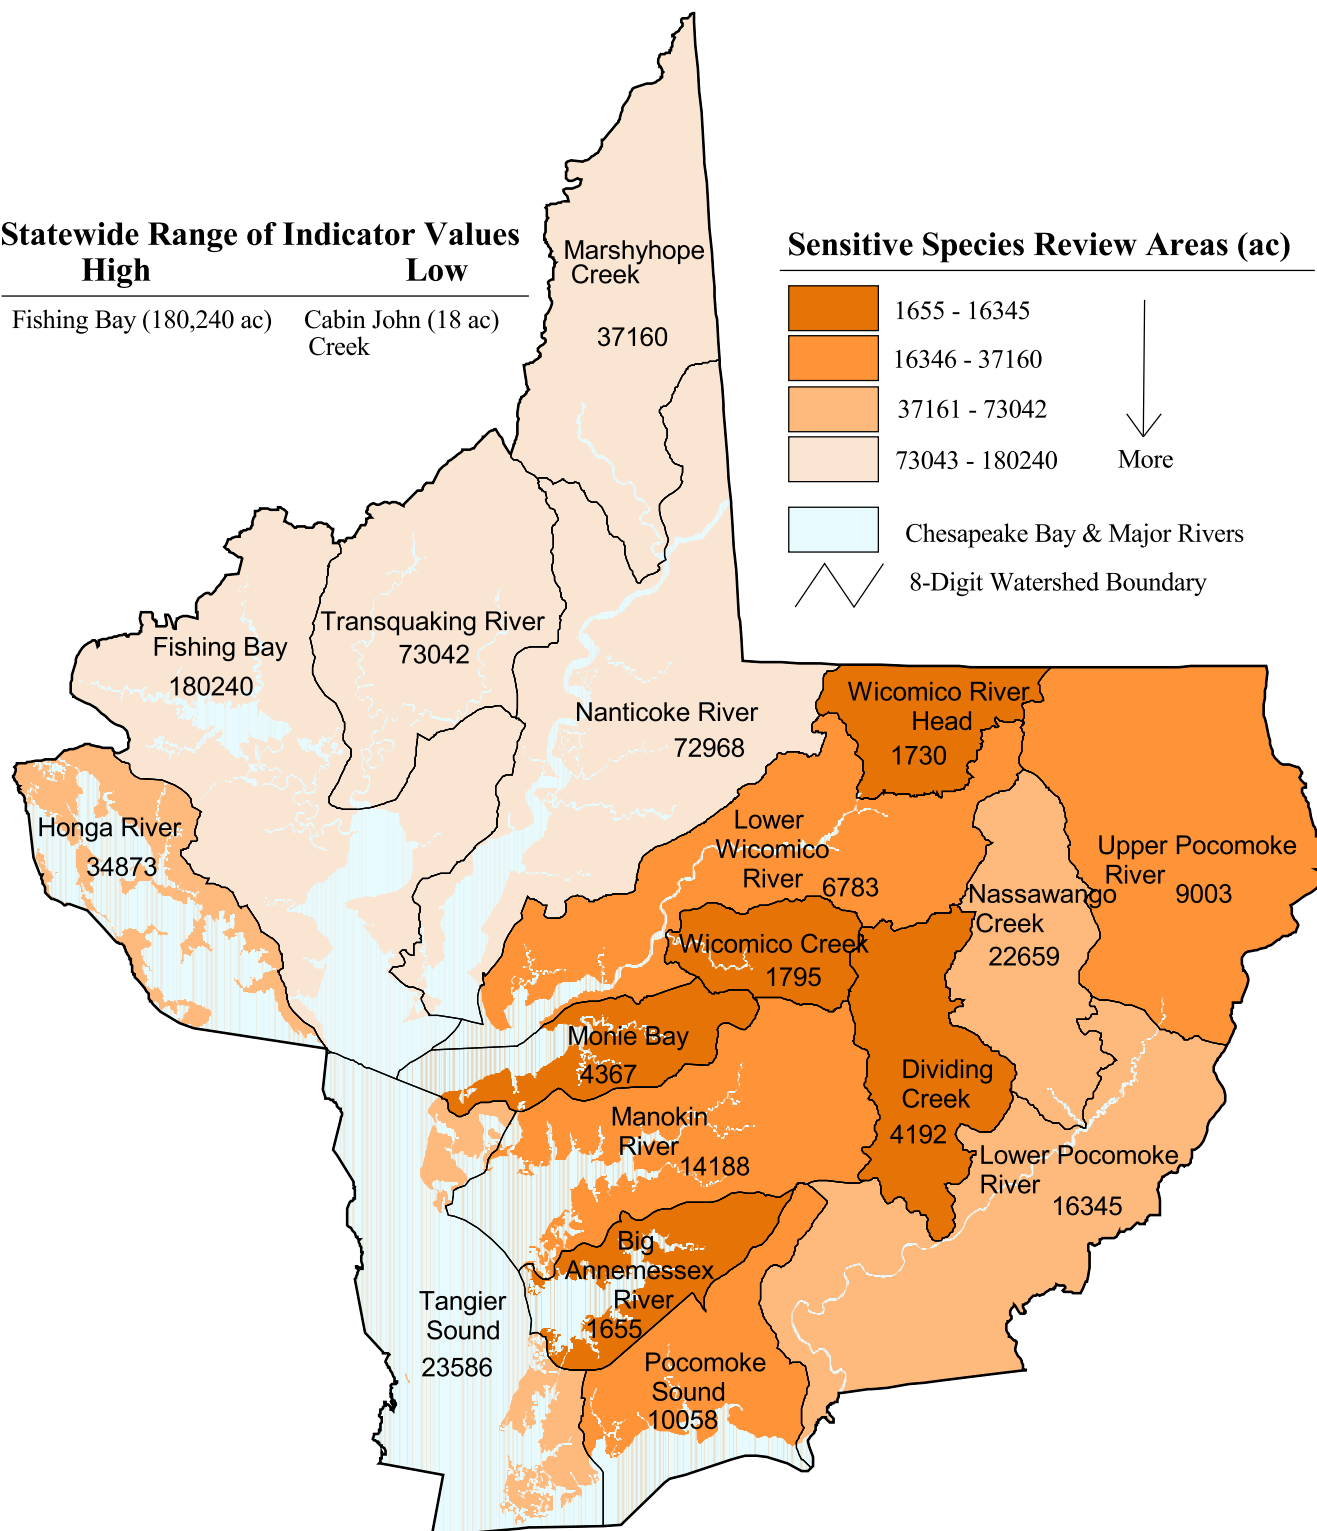 Statewide Range of Indicator Values
High Low
Fishing Bay (180,240 ac) Cabin John (18 ac)
Creek
Sensitive Species Review Areas (ac)
1655 - 16345
16346 - 37160
37161 - 73042
73043 - 180240
More
Chesapeake Bay & Major Rivers
8-Digit Watershed Boundary
Marshyhope
Creek
37160
Transquaking River
73042
Fishing Bay
180240
Nanticoke River
72968
Wicomico River
Head
1730
Honga River
34873
Lower
Wicomico
River 6783
Upper Pocomoke
River 9003
Nassawango
Creek
22659
Wicomico Creek
1795
Monie Bay
4367
Dividing
Creek
4192
Manokin
River
14188
Lower Pocomoke
River
16345
Big
Annemessex
River
1655
Tangier
Sound
23586
Pocomoke
Sound
10058